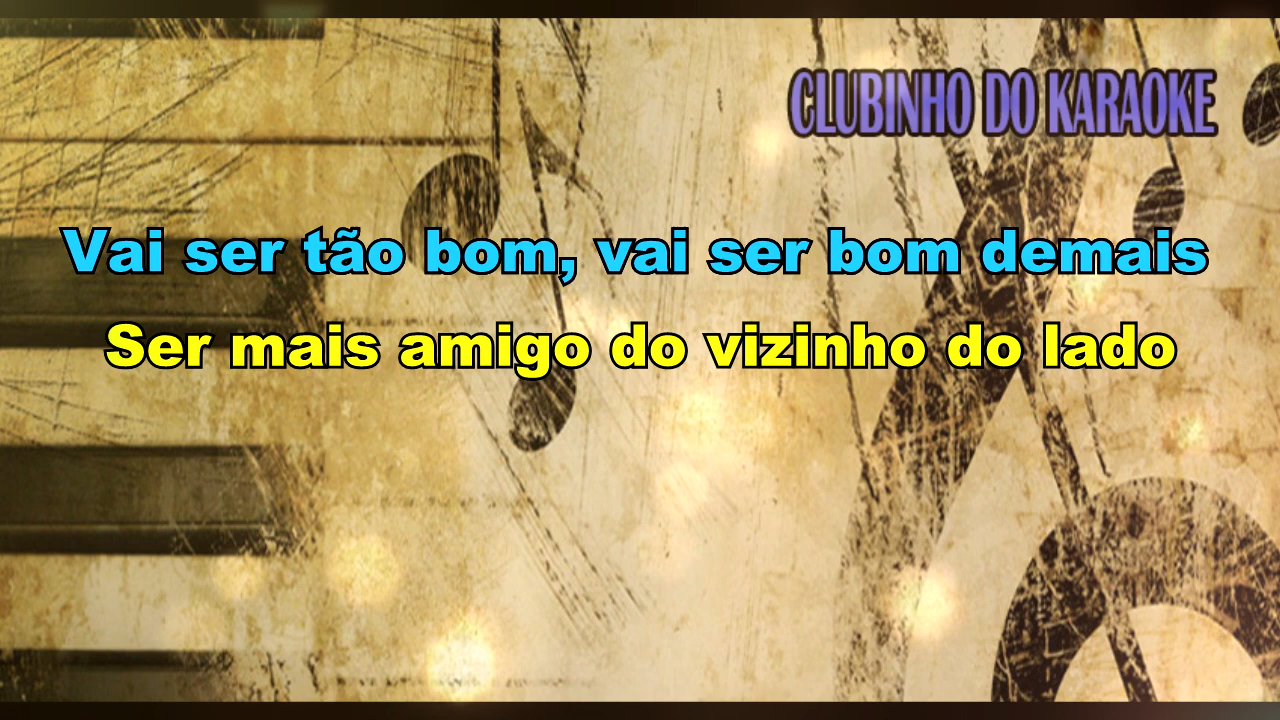 CLUBINHO DO KARAOKE
Vai ser tão bom, vai ser bom demais
Ser mais amigo do vizinho do lado